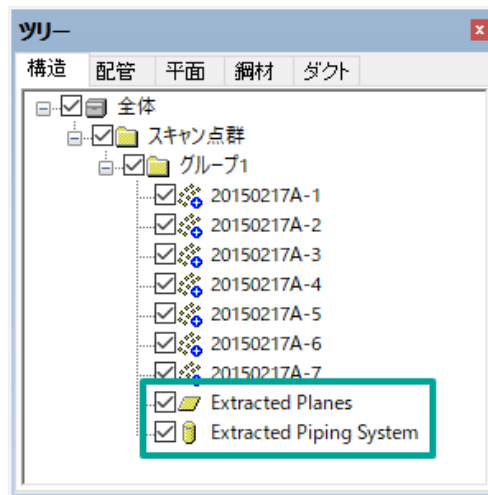 ツリー
構造 配管 平面 鋼材 ダクト
全体
スキャン点群
グループ1
20150217A-1
20150217A-2
20150217A-3
20150217A-4
20150217A-5
20150217A-6
20150217A-7
Extracted Planes
Extracted Piping System